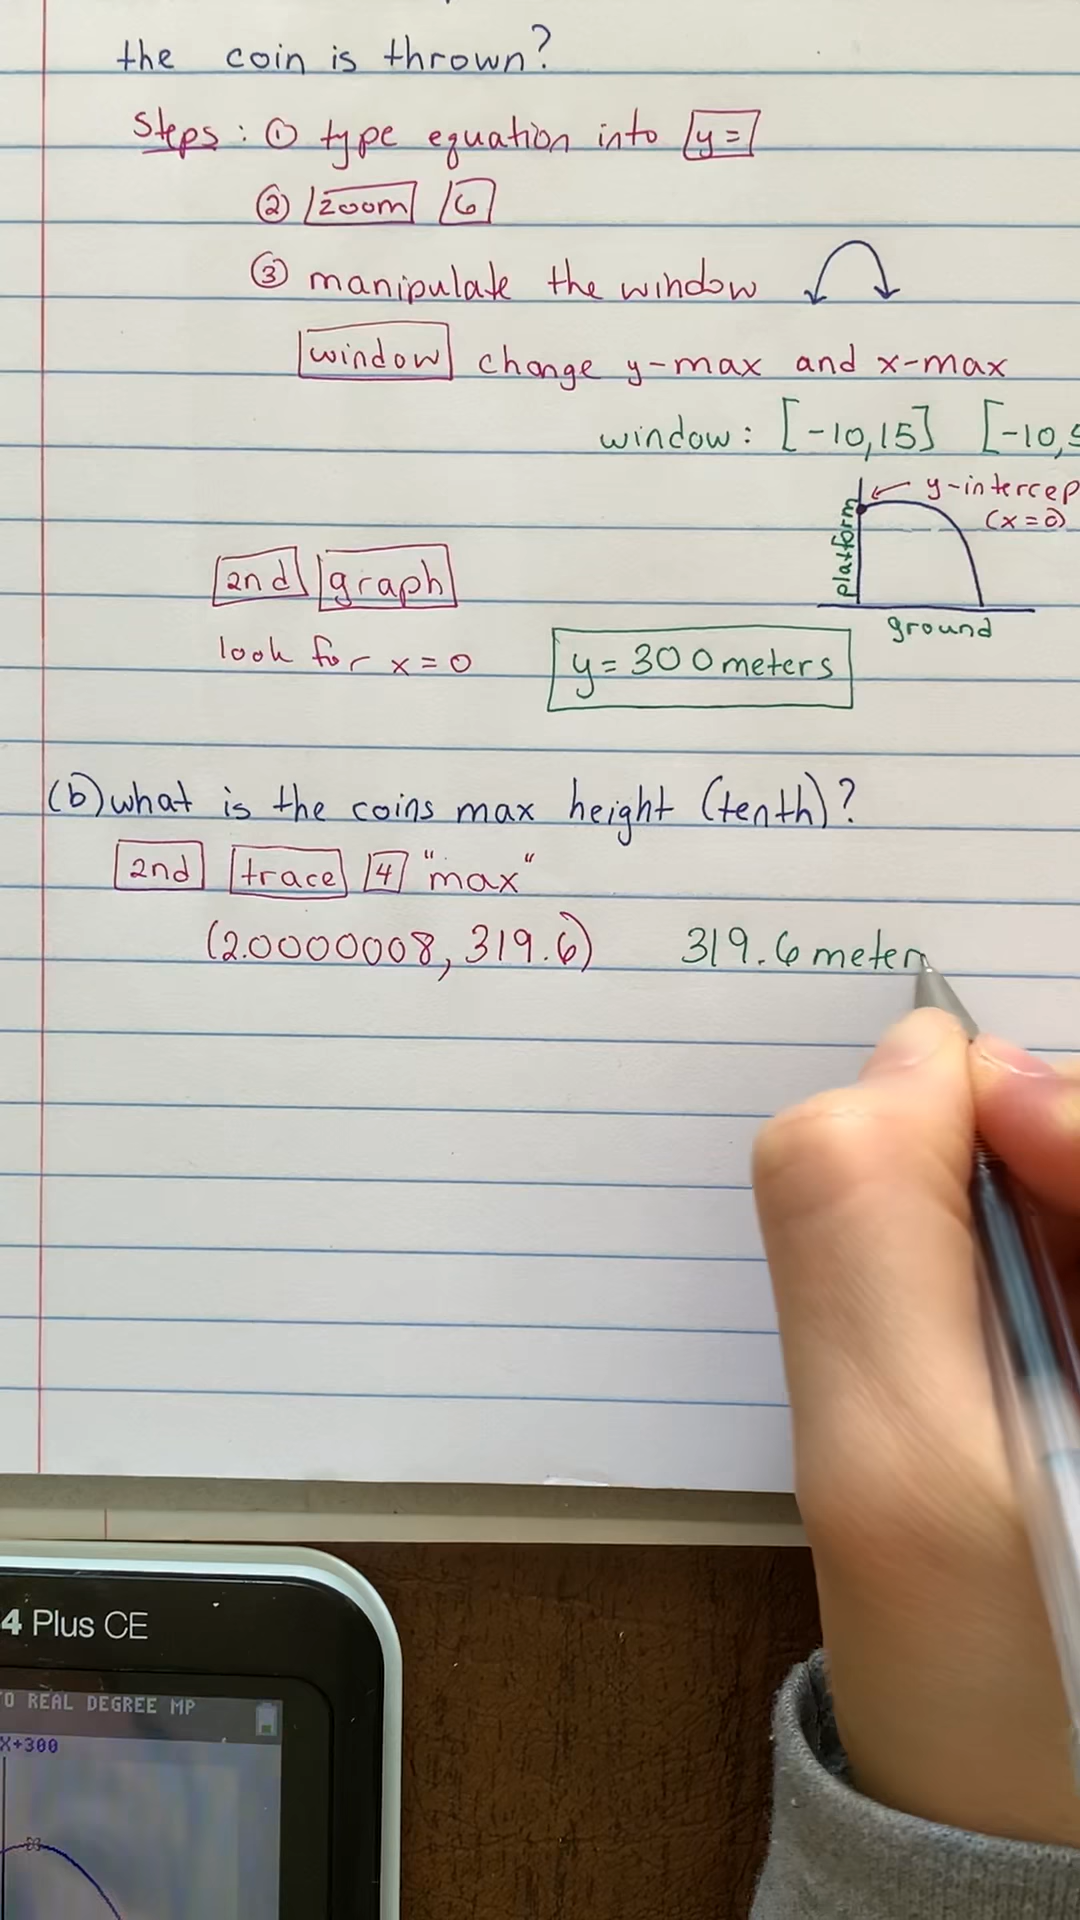 the coin is thrown?
Steps: ① type equation into y=
② zoom 6
③ manipulate the window
window change y-max and x-max
window: [-10,15] [-10,5
y-intercep
(x=0)
platform
ground
2nd graph
look for x=0
y=300 meters
(b) what is the coins max height (tenth)?
2nd trace 4 "max"
(2.0000008, 319.6) 319.6 meter
4 Plus CE
TO REAL DEGREE MP
X+300